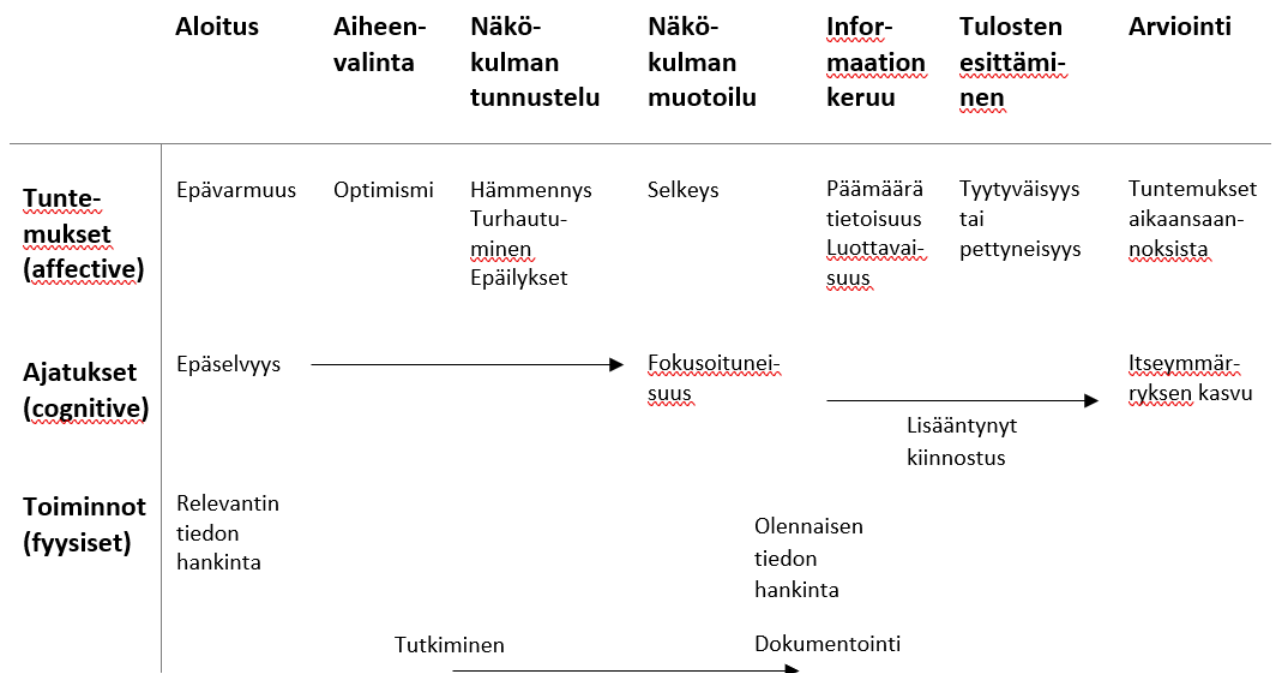 Aloitus
Aiheen-
valinta
Näkö-
kulman
tunnustelu
Näkö-
kulman
muotoilu
Infor-
maation
keruu
Tulosten
esittämi-
nen
Arviointi
Tunte-
mukset
(affective)
Epävarmuus
Optimismi
Hämmennys
Turhautu-
minen
Epäilykset
Selkeys
Päämäärä
tietoisuus
Luottavai-
suus
Tyytyväisyys
tai
pettyneisyys
Tuntemukset
aikaansaan-
noksista
Ajatukset
(cognitive)
Epäselvyys
Fokusoitunei-
suus
Lisääntynyt
kiinnostus
Itseymmär-
ryksen kasvu
Toiminnot
(fyysiset)
Relevantin
tiedon
hankinta
Olennaisen
tiedon
hankinta
Tutkiminen
Dokumentointi